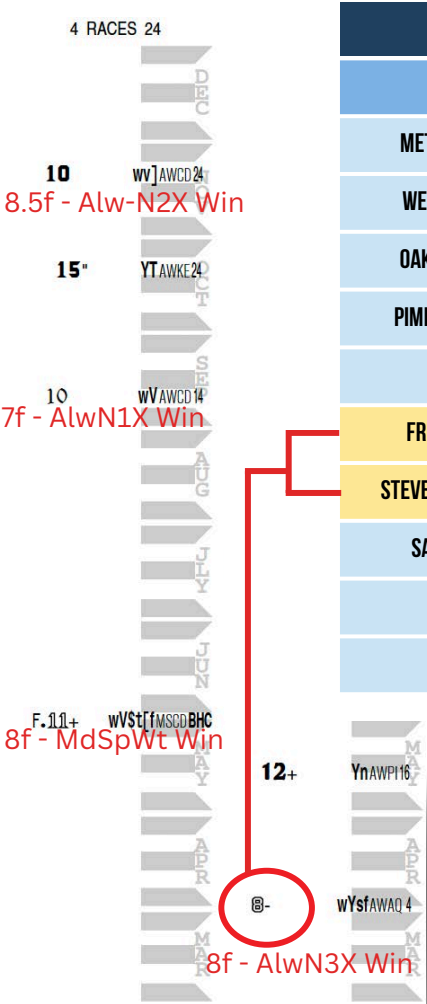 4 RACES 24
DEC
MET
10 wv]AWCD24
8.5f - Alw-N2X Win
WE
OAK
15" YTAWKE24
OCT
PIMI
SEP
10 wVAWCD14
7f - AlwN1X Win
FR
AUG
STEVE
SA
JLY
JUN
F.11+ wV$t[fMSCDBHC
8f - MdSpWt Win
MAY
12+ YnAWPI16
MAY
APR
APR
8- wYsfAWAQ 4
MAR
MAR
8f - AlwN3X Win